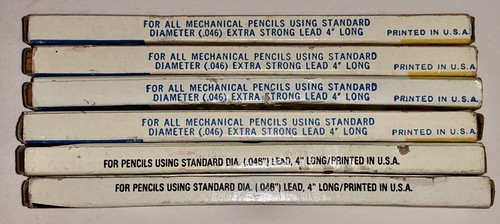 FOR ALL MECHANICAL PENCILS USING STANDARD
DIAMETER (.046) EXTRA STRONG LEAD 4" LONG PRINTED IN U.S.A.
FOR ALL MECHANICAL PENCILS USING STANDARD
DIAMETER (.046) EXTRA STRONG LEAD 4" LONG PRINTED IN U.S.A.
FOR ALL MECHANICAL PENCILS USING STANDARD
DIAMETER (.046) EXTRA STRONG LEAD 4" LONG PRINTED IN U.S.A.
FOR ALL MECHANICAL PENCILS USING STANDARD
DIAMETER (.046) EXTRA STRONG LEAD 4" LONG PRINTED IN U.S.A.
FOR PENCILS USING STANDARD DIA. (.046") LEAD, 4" LONG/PRINTED IN U.S.A.
FOR PENCILS USING STANDARD DIA. (.046") LEAD, 4" LONG/PRINTED IN U.S.A.